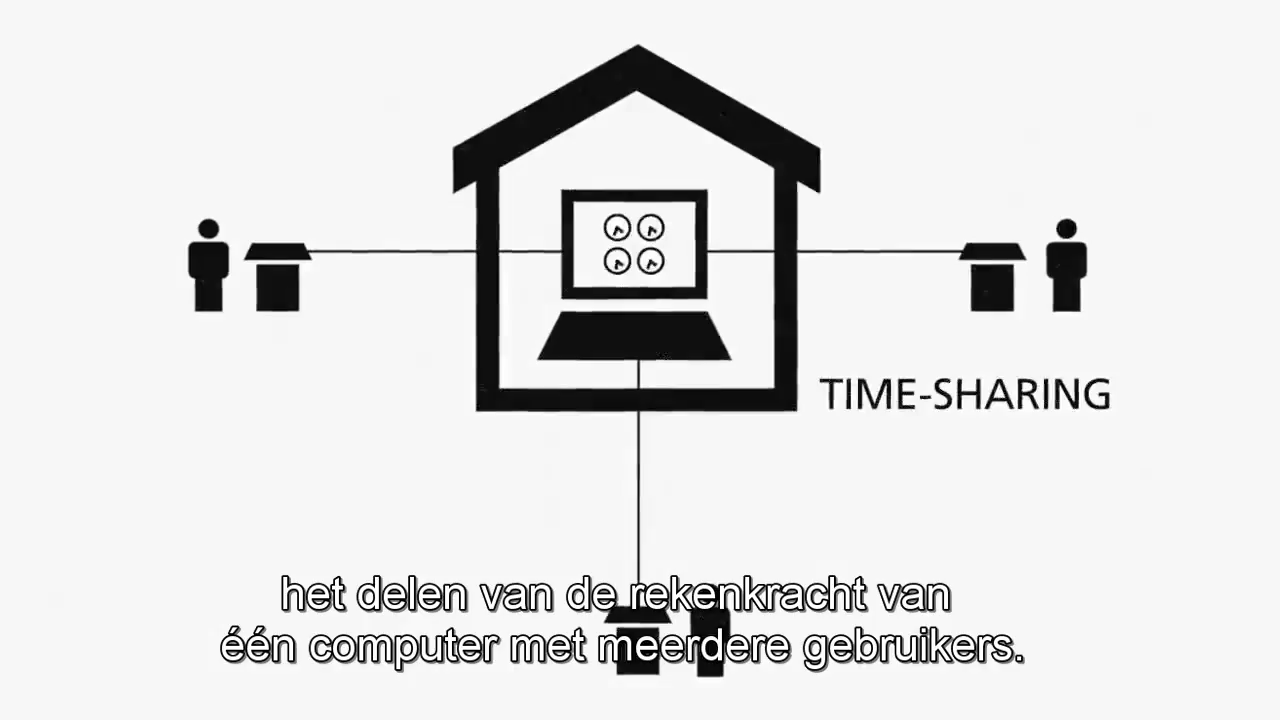 TIME-SHARING
het delen van de rekenkracht van
één computer met meerdere gebruikers.